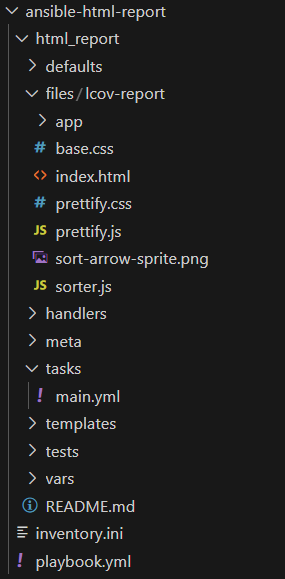 ansible-html-report
html_report
defaults
files/lcov-report
app
# base.css
<> index.html
# prettify.css
JS prettify.js
sort-arrow-sprite.png
JS sorter.js
handlers
meta
tasks
! main.yml
templates
tests
vars
README.md
inventory.ini
! playbook.yml